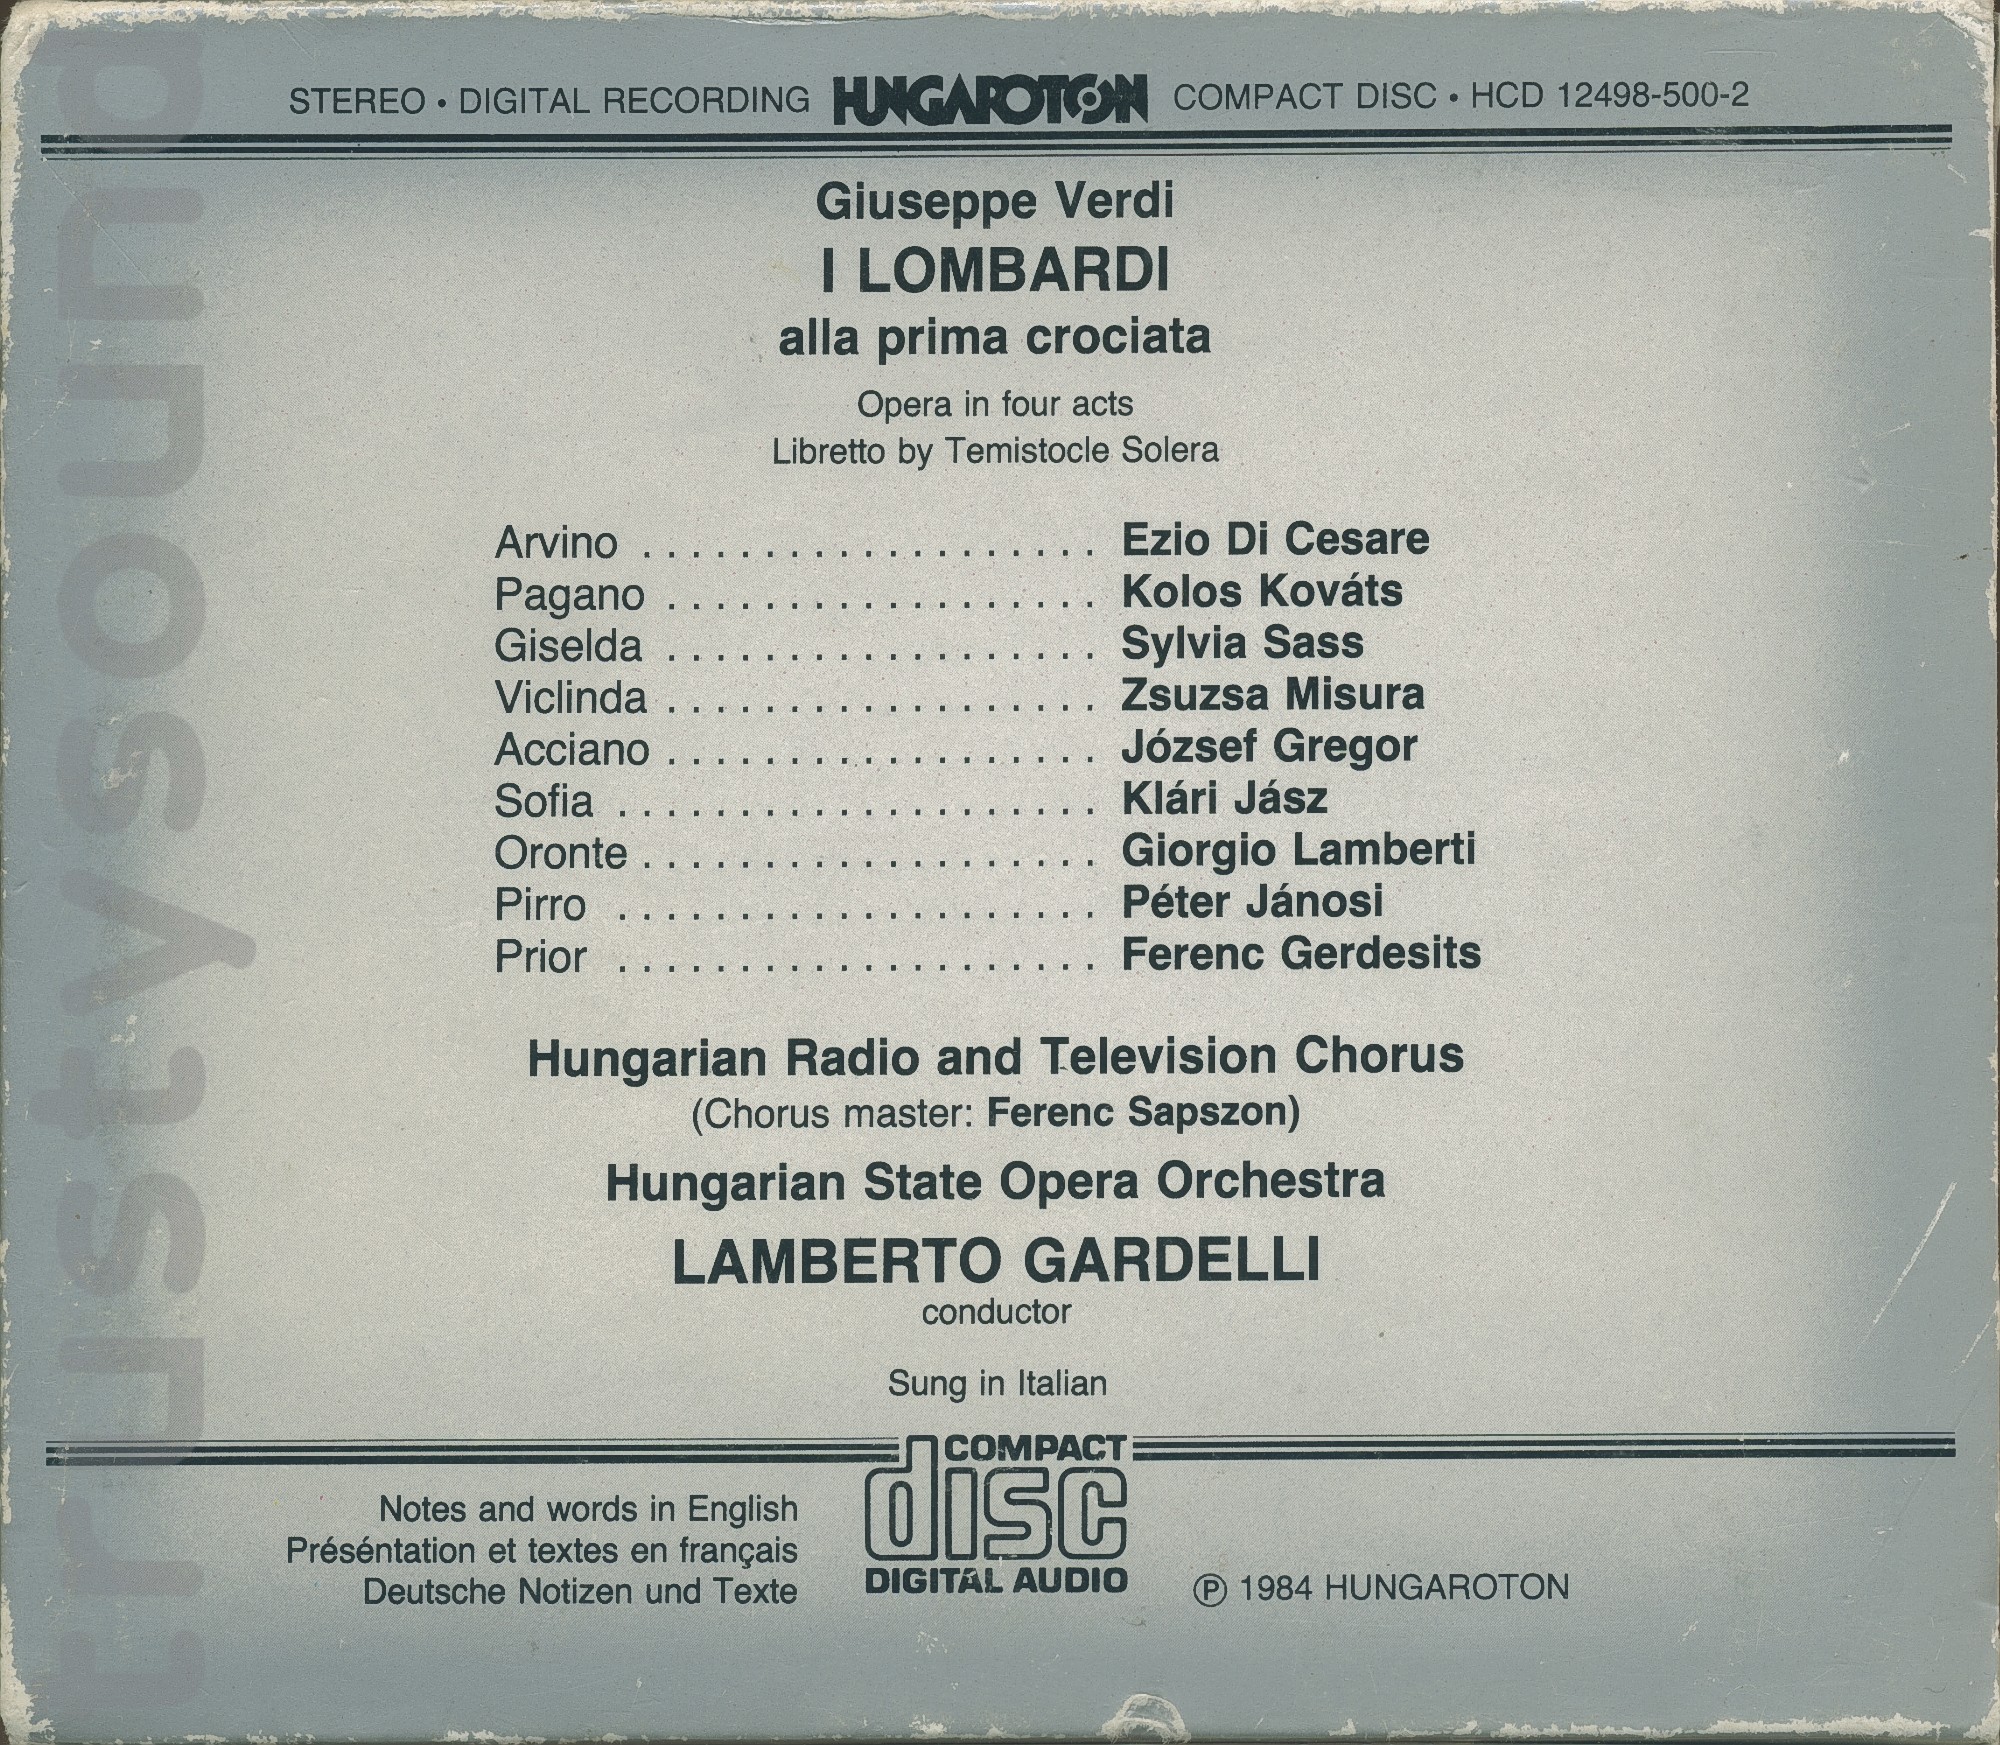 STEREO • DIGITAL RECORDING HUNGAROTON COMPACT DISC • HCD 12498-500-2
Giuseppe Verdi
I LOMBARDI
alla prima crociata
Opera in four acts
Libretto by Temistocle Solera
Arvino . . . . . . . . . . . . . . . . . . . Ezio Di Cesare
Pagano . . . . . . . . . . . . . . . . . . Kolos Kováts
Giselda . . . . . . . . . . . . . . . . . . Sylvia Sass
Viclinda . . . . . . . . . . . . . . . . . . Zsuzsa Misura
Acciano . . . . . . . . . . . . . . . . . . József Gregor
Sofia . . . . . . . . . . . . . . . . . . . . Klári Jász
Oronte . . . . . . . . . . . . . . . . . . . Giorgio Lamberti
Pirro . . . . . . . . . . . . . . . . . . . . Péter Jánosi
Prior . . . . . . . . . . . . . . . . . . . . Ferenc Gerdesits
Hungarian Radio and Television Chorus
(Chorus master: Ferenc Sapszon)
Hungarian State Opera Orchestra
LAMBERTO GARDELLI
conductor
Sung in Italian
COMPACT
disc
DIGITAL AUDIO
Notes and words in English
Préséntation et textes en français
Deutsche Notizen und Texte
℗ 1984 HUNGAROTON
rustysound